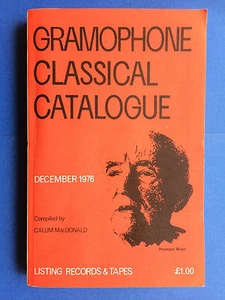 GRAMOPHONE
CLASSICAL
CATALOGUE
DECEMBER 1976
Compiled by
CALUM MacDONALD
LISTING RECORDS & TAPES £1.00